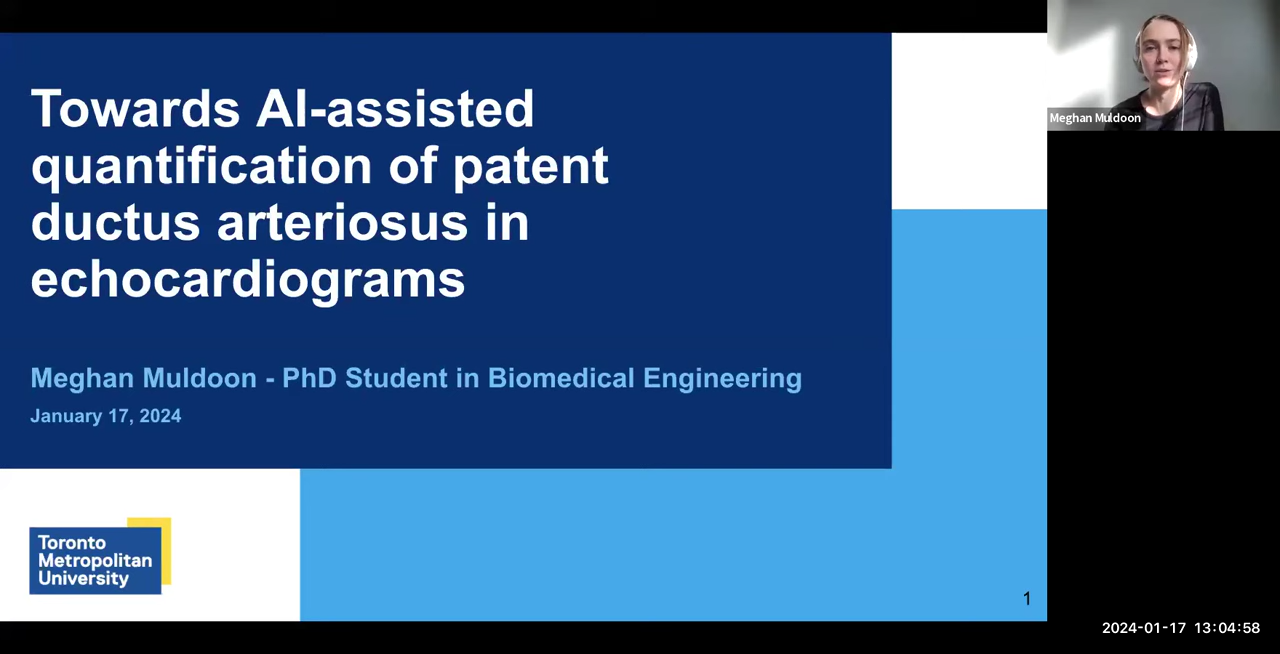 Towards AI-assisted
quantification of patent
ductus arteriosus in
echocardiograms
Meghan Muldoon - PhD Student in Biomedical Engineering
January 17, 2024
Toronto
Metropolitan
University
1
Meghan Muldoon
2024-01-17 13:04:58